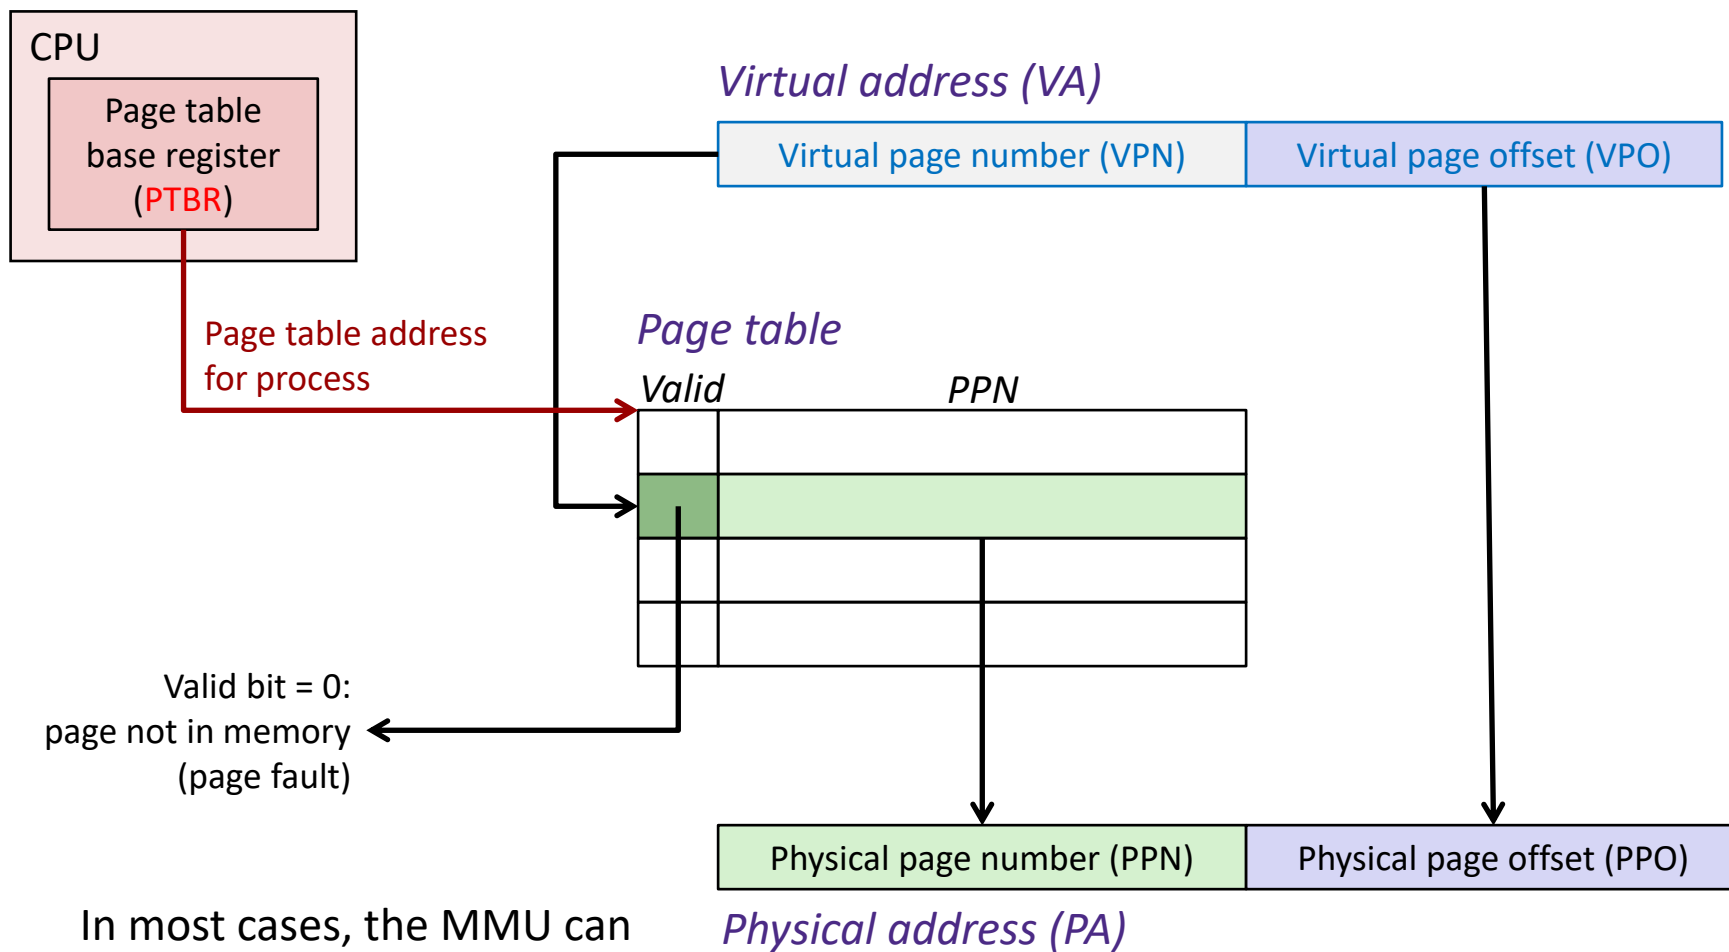 CPU
Page table
base register
(PTBR)
Virtual address (VA)
Virtual page number (VPN)
Virtual page offset (VPO)
Page table address
for process
Page table
Valid
PPN
Valid bit = 0:
page not in memory
(page fault)
Physical page number (PPN)
Physical page offset (PPO)
In most cases, the MMU can
Physical address (PA)